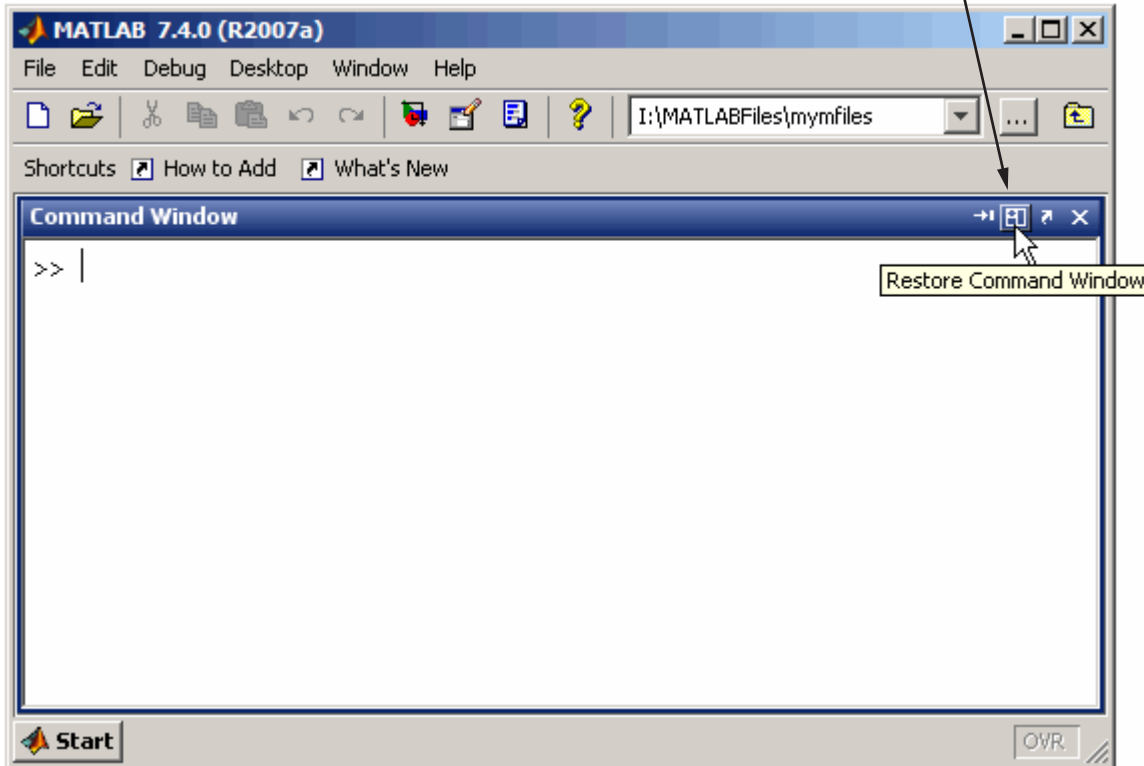 MATLAB 7.4.0 (R2007a)
File Edit Debug Desktop Window Help
I:\MATLABFiles\mymfiles ...
Shortcuts How to Add What's New
Command Window
>>
Restore Command Window
Start OVR